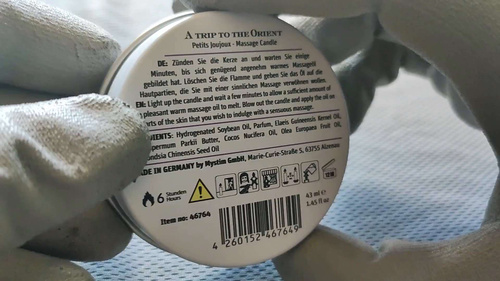 A TRIP TO THE ORIENT
Petits Joujoux - Massage Candle
DE: Zünden Sie die Kerze an und warten Sie einige
Minuten, bis sich genügend angenehm warmes Massageöl
gebildet hat. Löschen Sie die Flamme und geben Sie das Öl auf die
Hautpartien, die Sie mit einer sinnlichen Massage verwöhnen wollen.
EN: Light up the candle and wait a few minutes to allow a sufficient amount of
pleasant warm massage oil to melt. Blow out the candle and apply the oil on
parts of the skin that you wish to indulge with a sensuous massage.
IENTS: Hydrogenated Soybean Oil, Parfum, Elaeis Guineensis Kernel Oil,
spermum Parkii Butter, Cocos Nucifera Oil, Olea Europaea Fruit Oil,
ondsia Chinensis Seed Oil
MADE IN GERMANY by Mystim GmbH, Marie-Curie-Straße 5, 63755 Alzenau
6 Stunden
Hours
12 M
43 ml e
1.45 fl oz
Item no: 46764
4 260152 467649